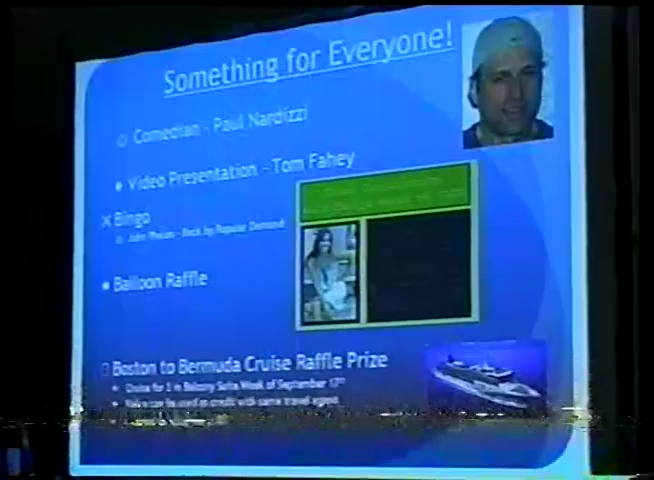 Something for Everyone!
Comedian - Paul Nardizzi
Video Presentation - Tom Fahey
Bingo
John Phelan - Back by Popular Demand
Balloon Raffle
Boston to Bermuda Cruise Raffle Prize
Cruise for 2 in Balcony Suite Week of September 17th
can be used as credit with same travel agent